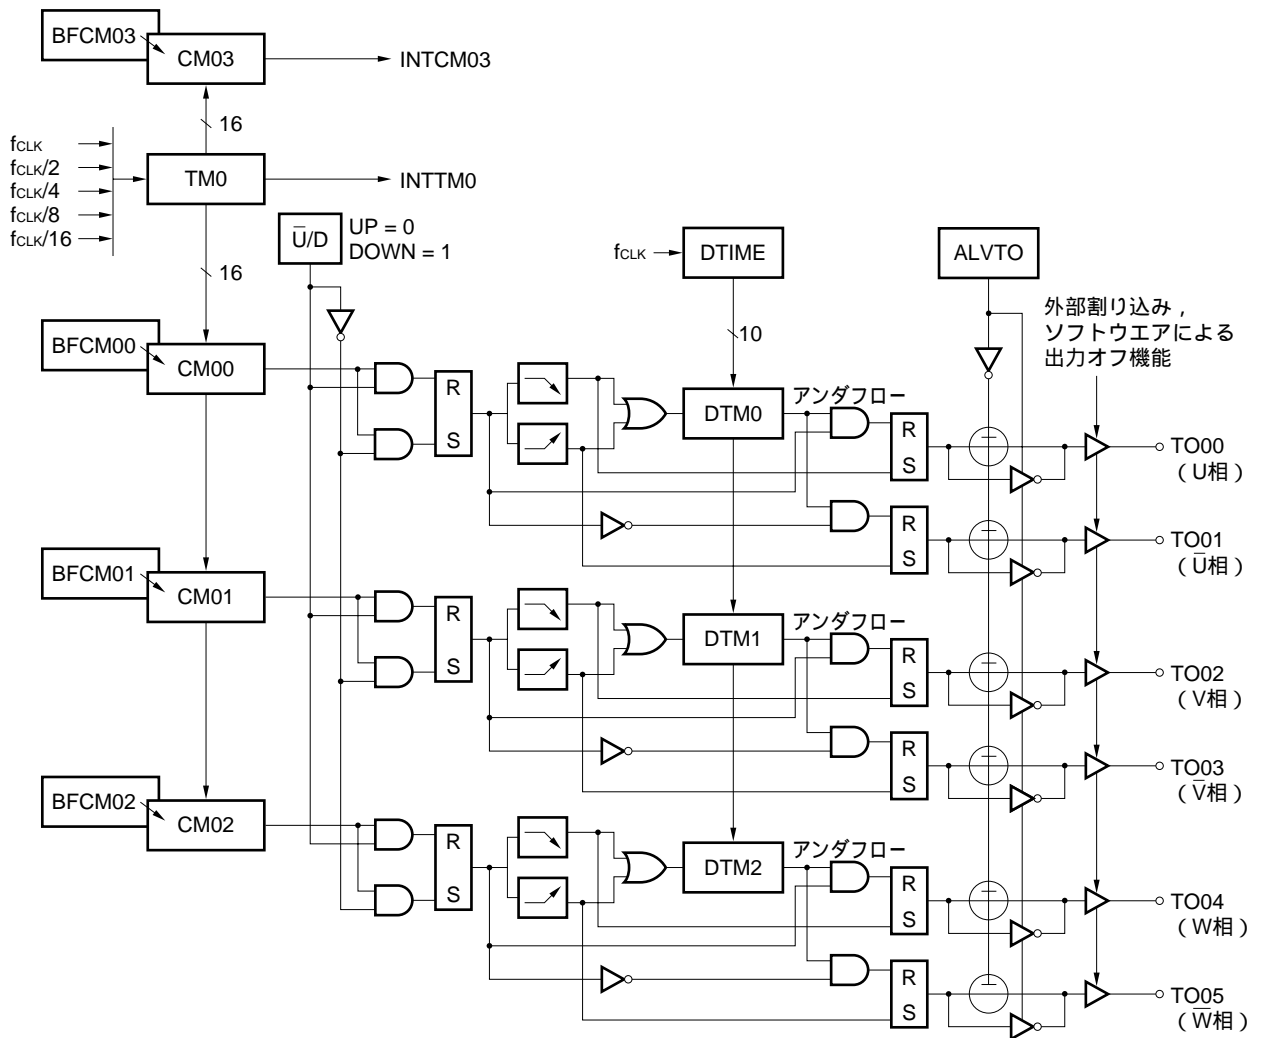 BFCM03
CM03
INTCM03
16
fCLK
fCLK/2
fCLK/4
fCLK/8
fCLK/16
TM0
INTTM0
U̅/D
UP = 0
DOWN = 1
16
fCLK
DTIME
ALVTO
10
外部割り込み，
ソフトウエアによる
出力オフ機能
BFCM00
CM00
R
S
DTM0
アンダフロー
R
S
TO00
（U相）
R
S
TO01
（U̅相）
BFCM01
CM01
R
S
DTM1
アンダフロー
R
S
TO02
（V相）
R
S
TO03
（V̅相）
BFCM02
CM02
R
S
DTM2
アンダフロー
R
S
TO04
（W相）
R
S
TO05
（W̅相）